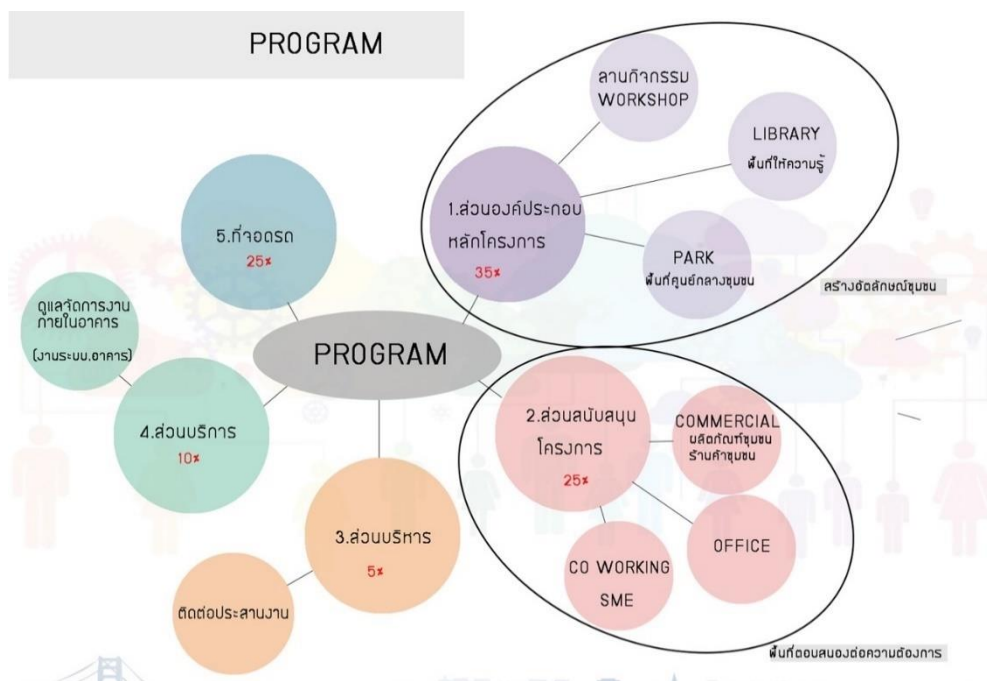 PROGRAM
ลานกิจกรรม
WORKSHOP
LIBRARY
พื้นที่ให้ความรู้
1.ส่วนองค์ประกอบ
หลักโครงการ
35%
PARK
พื้นที่ศูนย์กลางชุมชน
สร้างอัตลักษณ์ชุมชน
5.ที่จอดรถ
25%
ดูแลจัดการงาน
ภายในอาคาร
(งานระบบ,อาคาร)
PROGRAM
4.ส่วนบริการ
10%
2.ส่วนสนับสนุน
โครงการ
25%
COMMERCIAL
ผลิตภัณฑ์ชุมชน
ร้านค้าชุมชน
OFFICE
CO WORKING
SME
3.ส่วนบริหาร
5%
ติดต่อประสานงาน
พื้นที่ตอบสนองต่อความต้องการ